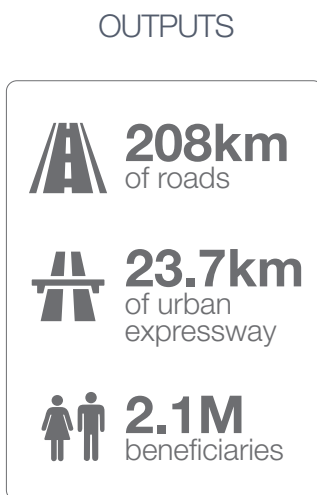 OUTPUTS
208km
of roads
23.7km
of urban
expressway
2.1M
beneficiaries